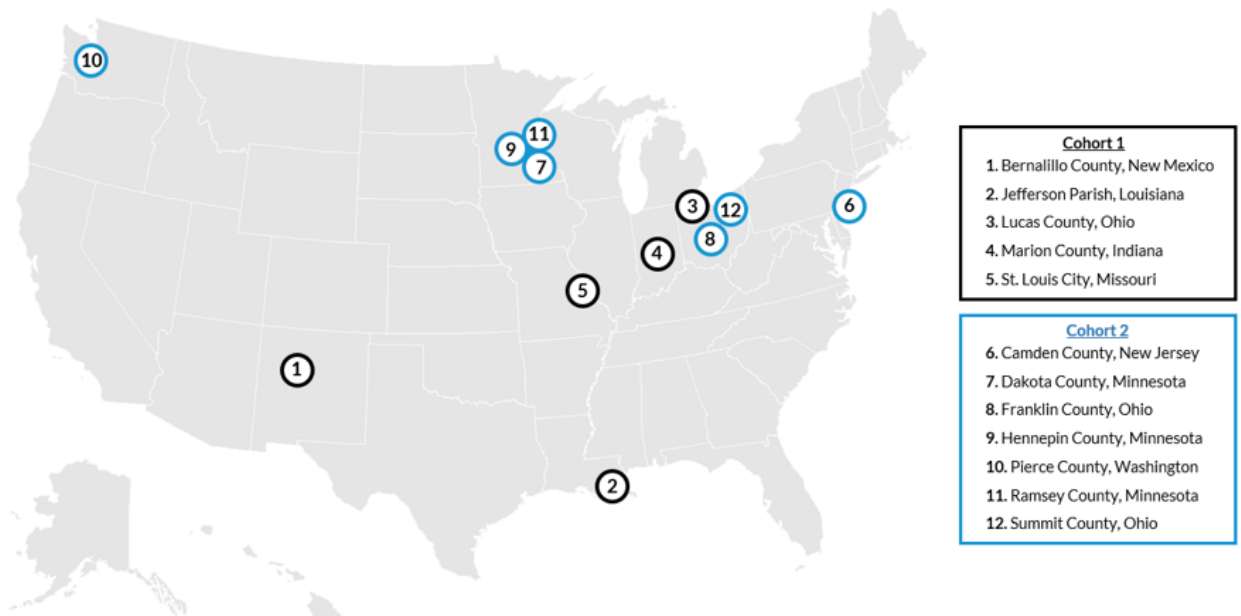 10
11
9
7
3
12
6
8
4
5
1
2
Cohort 1
1. Bernalillo County, New Mexico
2. Jefferson Parish, Louisiana
3. Lucas County, Ohio
4. Marion County, Indiana
5. St. Louis City, Missouri
Cohort 2
6. Camden County, New Jersey
7. Dakota County, Minnesota
8. Franklin County, Ohio
9. Hennepin County, Minnesota
10. Pierce County, Washington
11. Ramsey County, Minnesota
12. Summit County, Ohio